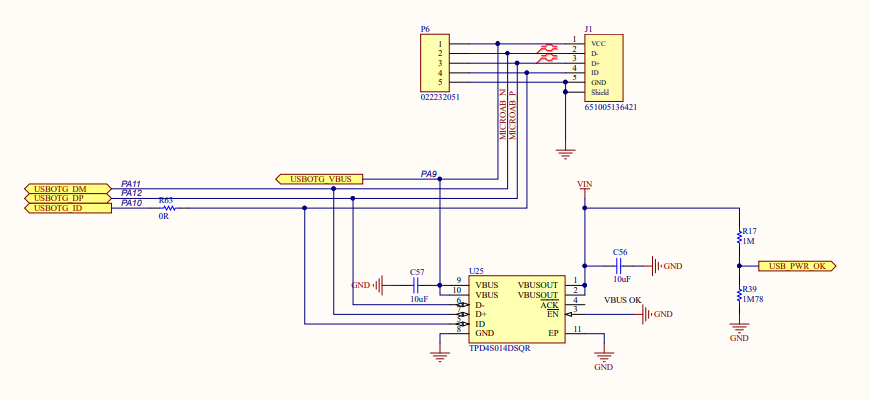 P6
J1
1
2
3
4
5
022232051
1
2
3
4
5
VCC
D-
D+
ID
GND
Shield
651005136421
MICROAB_N
MICROAB_P
USBOTG_VBUS
PA9
USBOTG_DM
PA11
USBOTG_DP
PA12
USBOTG_ID
PA10
R63
0R
VIN
R17
1M
USB_PWR_OK
R39
1M78
GND
C56
10uF
GND
C57
10uF
GND
U25
9
VBUS
VBUSOUT
1
10
VBUS
VBUSOUT
2
6
D-
ACK
4
7
D+
EN
3
5
ID
8
GND
EP
11
TPD4S014DSQR
VBUS OK
GND
GND